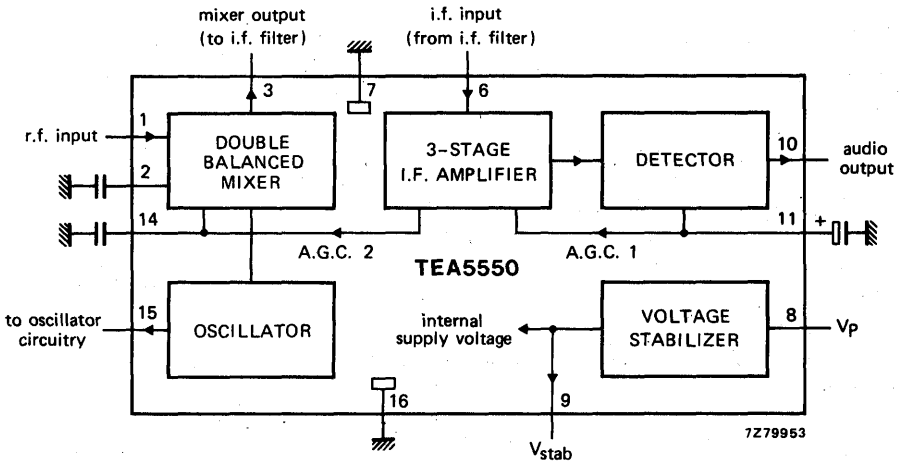 mixer output
(to i.f. filter)
i.f. input
(from i.f. filter)
3
7
6
r.f. input
1
2
DOUBLE
BALANCED
MIXER
3-STAGE
I.F. AMPLIFIER
DETECTOR
10
audio
output
14
A.G.C. 2
A.G.C. 1
11
+
TEA5550
to oscillator
circuitry
15
OSCILLATOR
internal
supply voltage
VOLTAGE
STABILIZER
8
Vp
16
9
Vstab
7Z79953